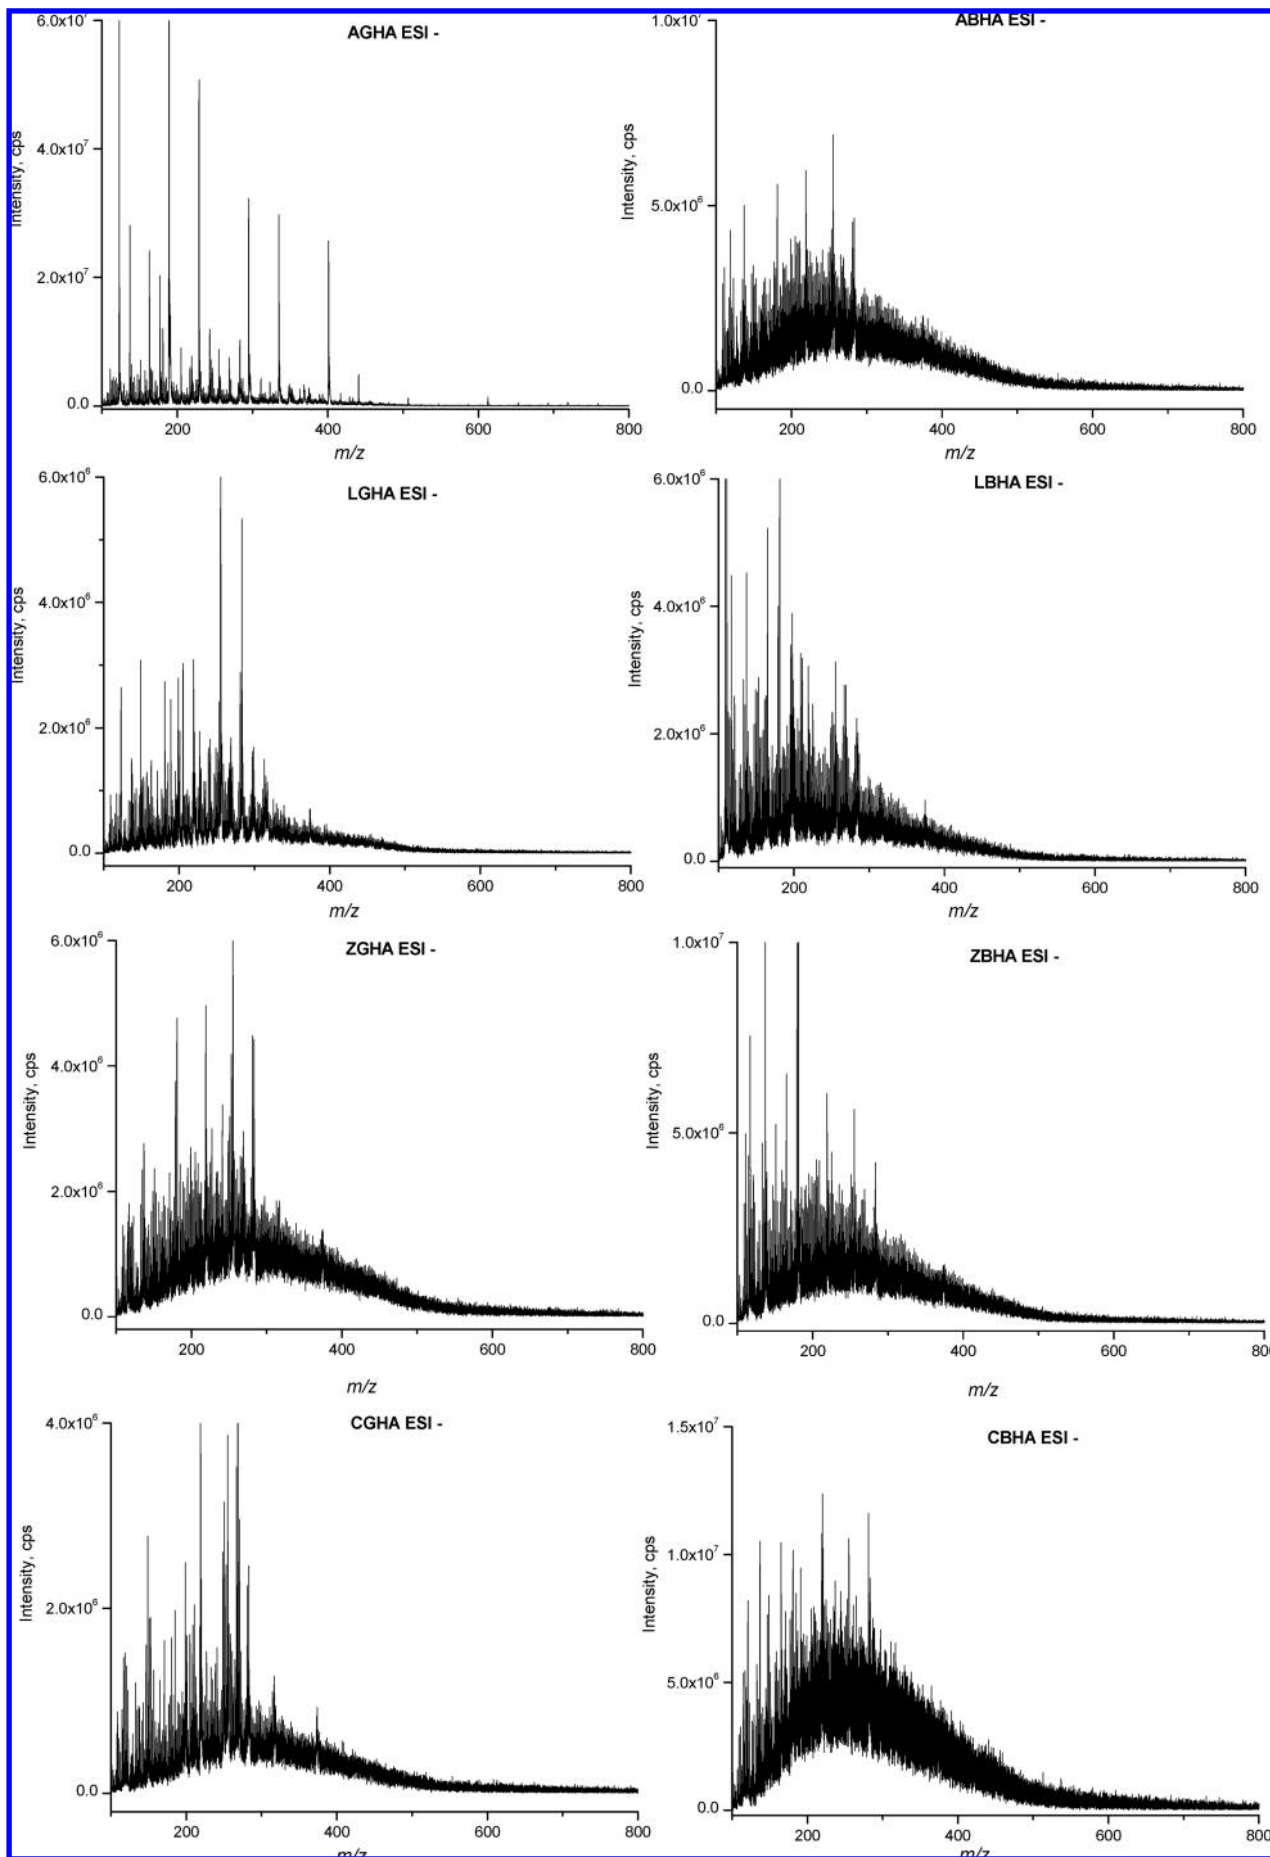 AGHA ESI -
6.0x10⁷
4.0x10⁷
2.0x10⁷
0.0
Intensity, cps
200 400 600 800
m/z
ABHA ESI -
1.0x10⁷
5.0x10⁶
0.0
Intensity, cps
200 400 600 800
m/z
LGHA ESI -
6.0x10⁶
4.0x10⁶
2.0x10⁶
0.0
Intensity, cps
200 400 600 800
m/z
LBHA ESI -
6.0x10⁶
4.0x10⁶
2.0x10⁶
0.0
Intensity, cps
200 400 600 800
m/z
ZGHA ESI -
6.0x10⁶
4.0x10⁶
2.0x10⁶
0.0
Intensity, cps
200 400 600 800
m/z
ZBHA ESI -
1.0x10⁷
5.0x10⁶
0.0
Intensity, cps
200 400 600 800
m/z
CGHA ESI -
4.0x10⁶
2.0x10⁶
0.0
Intensity, cps
200 400 600 800
m/z
CBHA ESI -
1.5x10⁷
1.0x10⁷
5.0x10⁶
0.0
Intensity, cps
200 400 600 800
m/z